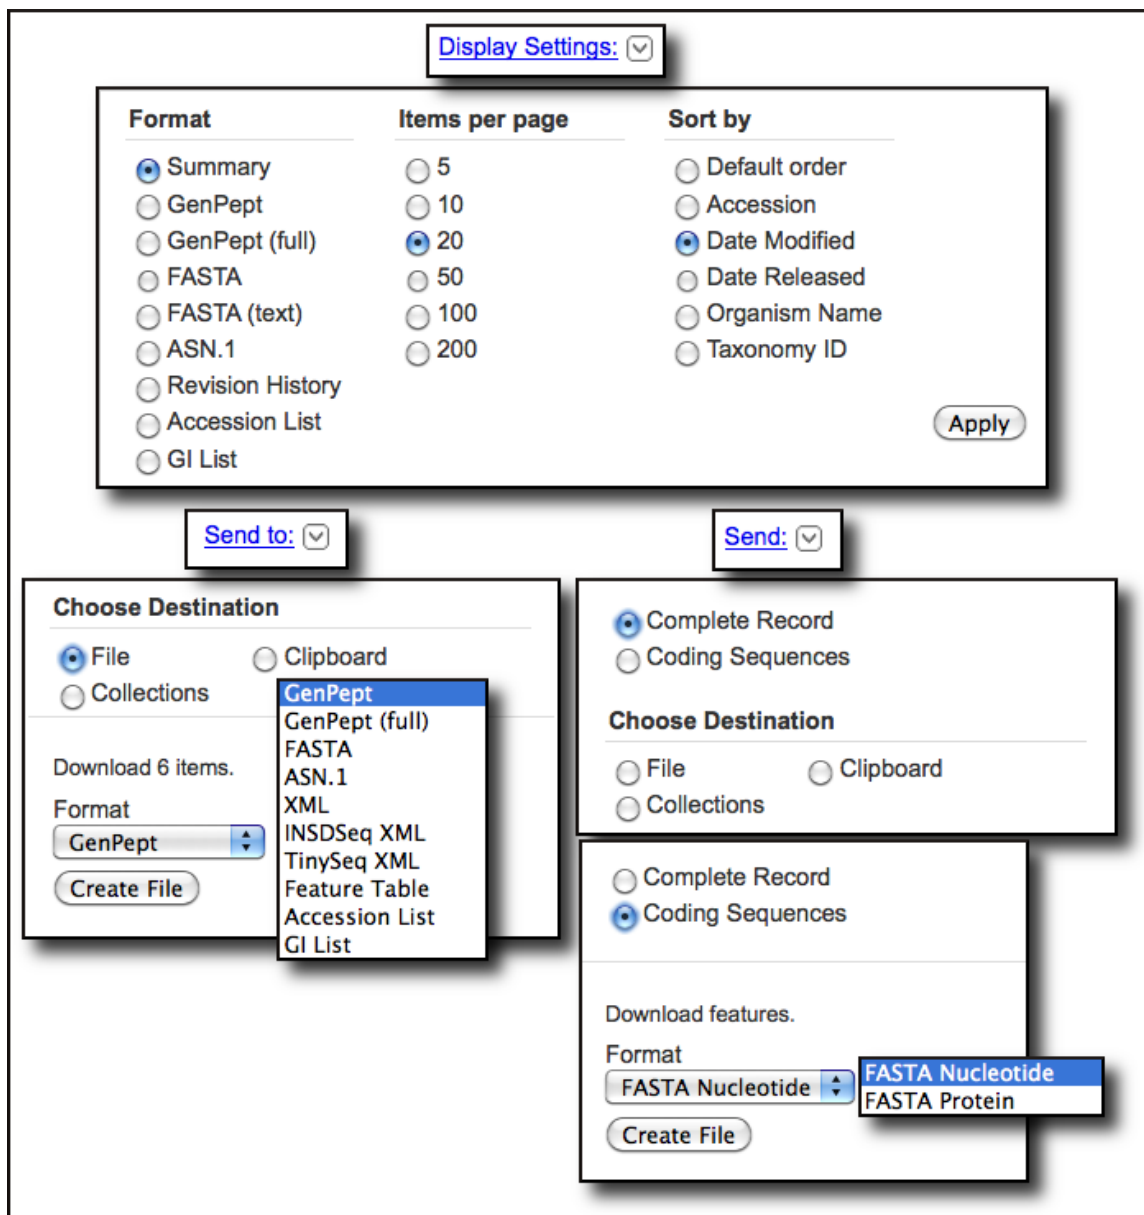 Display Settings:
Format
Items per page
Sort by
Summary
5
Default order
GenPept
10
Accession
GenPept (full)
20
Date Modified
FASTA
50
Date Released
FASTA (text)
100
Organism Name
ASN.1
200
Taxonomy ID
Revision History
Accession List
GI List
Apply
Send to:
Choose Destination
File
Clipboard
Collections
GenPept
GenPept (full)
FASTA
ASN.1
XML
INSDSeq XML
TinySeq XML
Feature Table
Accession List
GI List
Download 6 items.
Format
GenPept
Create File
Send:
Complete Record
Coding Sequences
Choose Destination
File
Clipboard
Collections
Complete Record
Coding Sequences
Download features.
Format
FASTA Nucleotide
FASTA Nucleotide
FASTA Protein
Create File